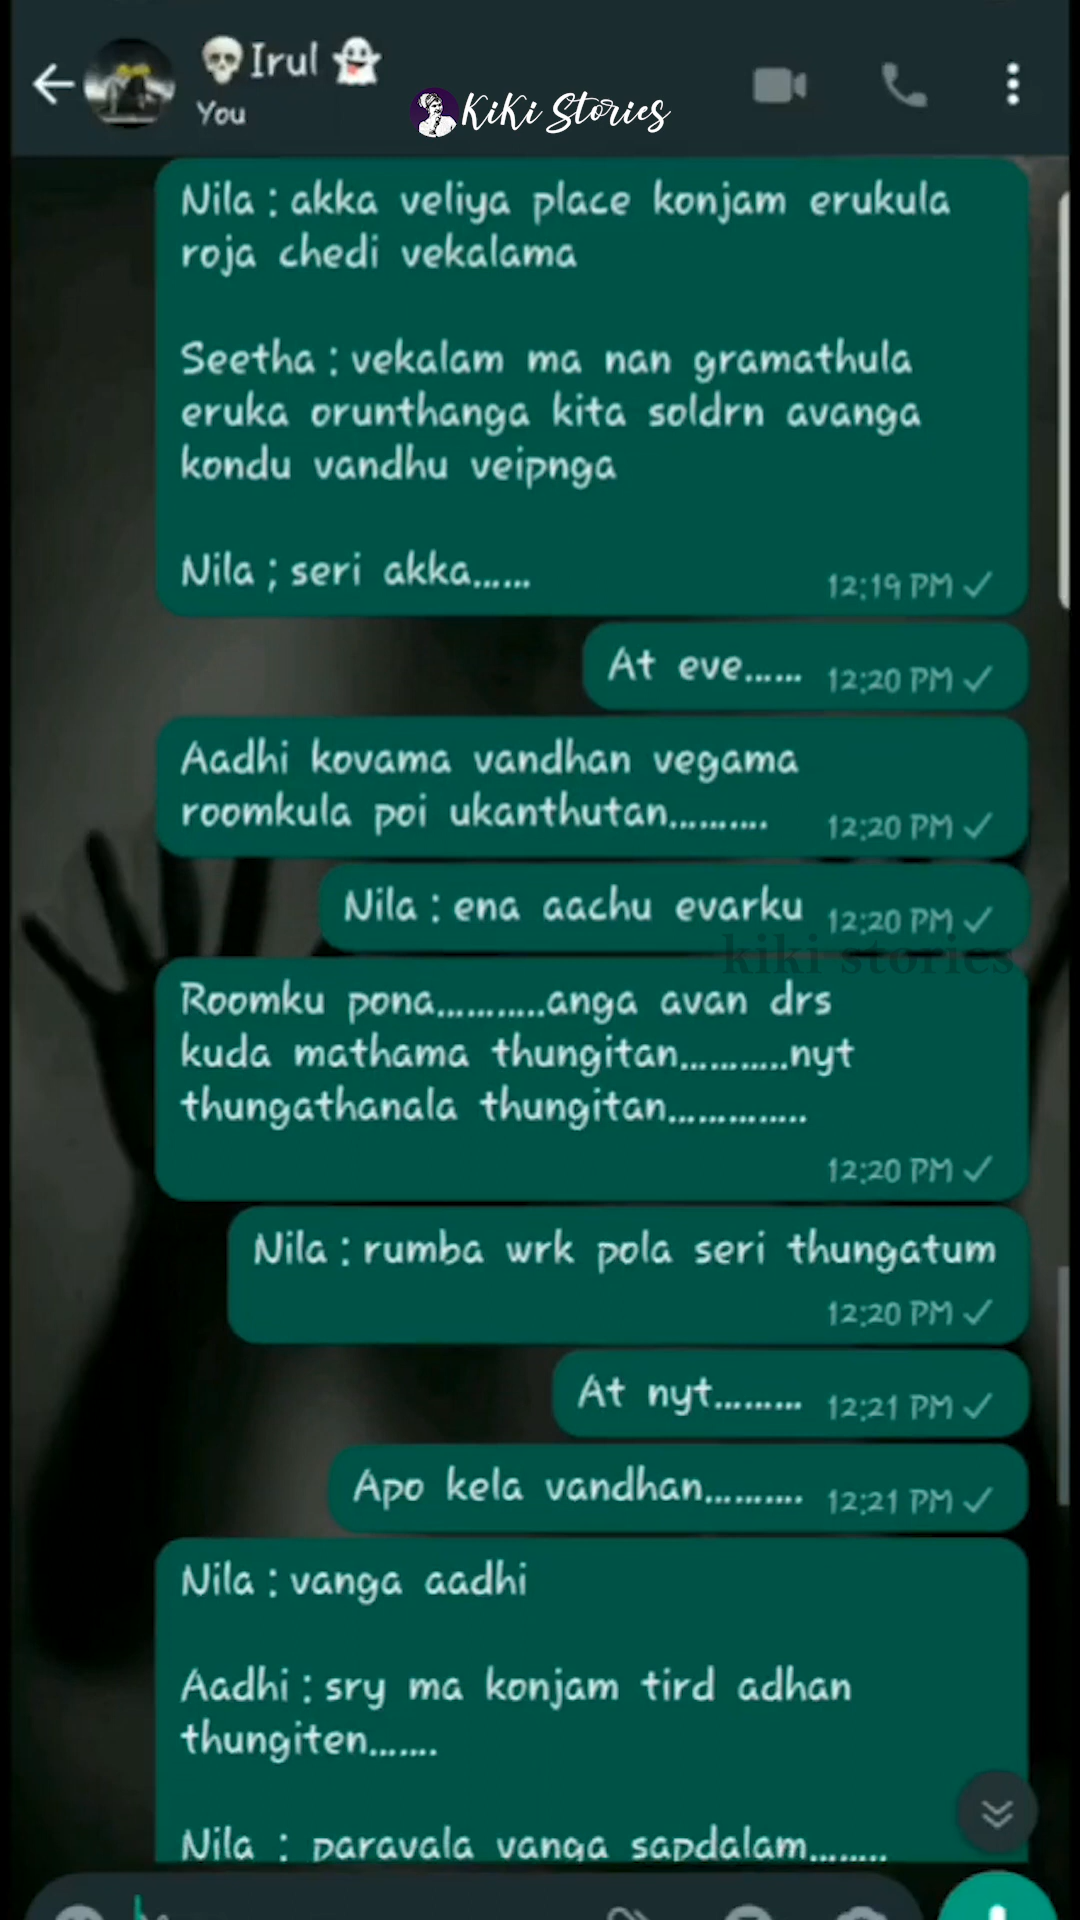 💀Irul 👻
You
KiKi Stories
Nila : akka veliya place konjam erukula
roja chedi vekalama
Seetha : vekalam ma nan gramathula
eruka orunthanga kita soldrn avanga
kondu vandhu veipnga
Nila ; seri akka......
12:19 PM ✓
At eve......
12:20 PM ✓
Aadhi kovama vandhan vegama
roomkula poi ukanthutan..........
12:20 PM ✓
Nila : ena aachu evarku
12:20 PM ✓
kiki stories
Roomku pona...........anga avan drs
kuda mathama thungitan...........nyt
thungathanala thungitan..............
12:20 PM ✓
Nila : rumba wrk pola seri thungatum
12:20 PM ✓
At nyt.........
12:21 PM ✓
Apo kela vandhan..........
12:21 PM ✓
Nila : vanga aadhi
Aadhi : sry ma konjam tird adhan
thungiten.......
Nila : paravala vanga sapdalam........